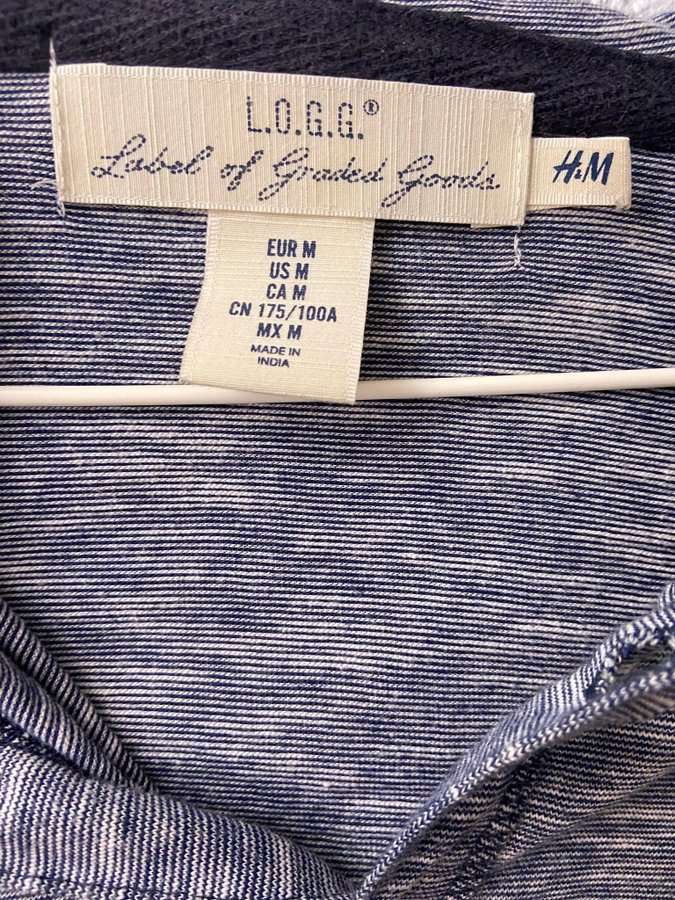 L.O.G.G.®
Label of Graded Goods
H&M
EUR M
US M
CA M
CN 175/100A
MX M
MADE IN
INDIA